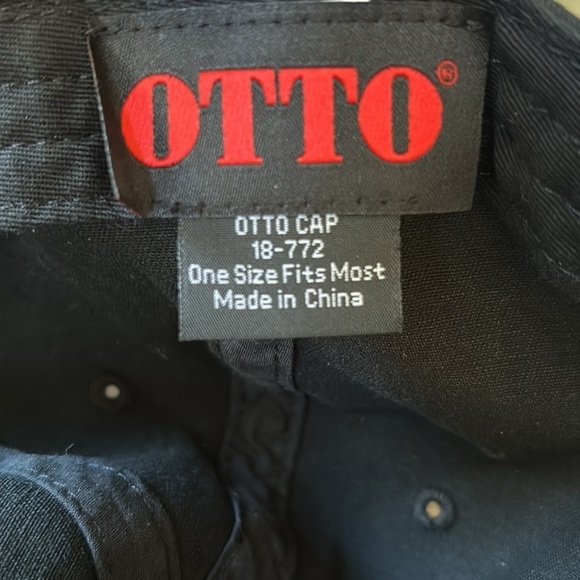 OTTO®
OTTO CAP
18-772
One Size Fits Most
Made in China